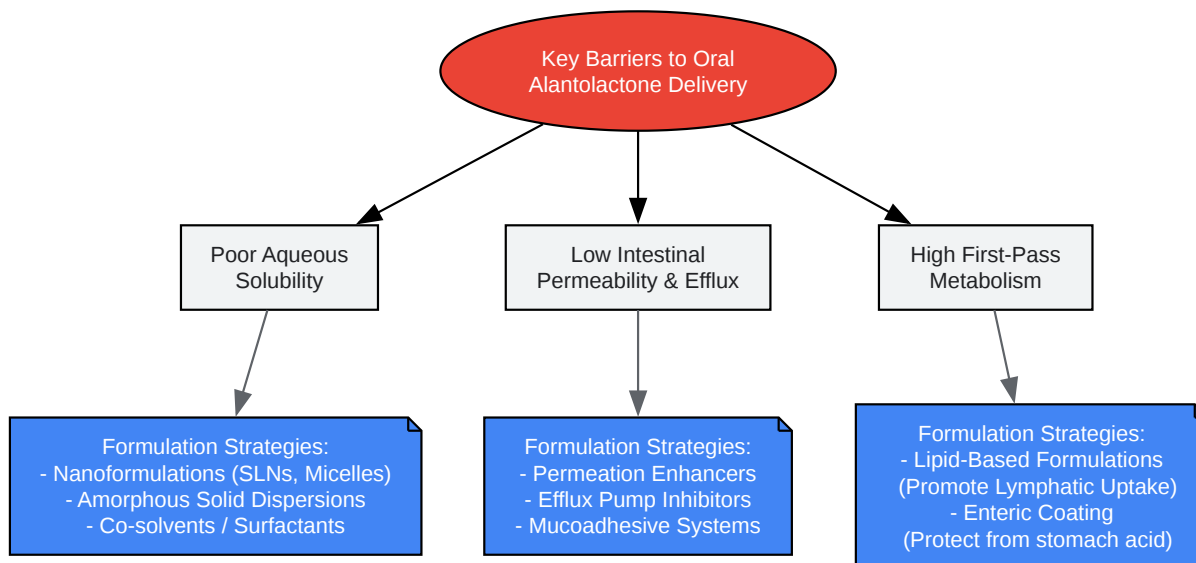 Key Barriers to Oral
Alantolactone Delivery
Poor Aqueous
Solubility
Low Intestinal
Permeability & Efflux
High First-Pass
Metabolism
Formulation Strategies:
- Nanoformulations (SLNs, Micelles)
- Amorphous Solid Dispersions
- Co-solvents / Surfactants
Formulation Strategies:
- Permeation Enhancers
- Efflux Pump Inhibitors
- Mucoadhesive Systems
Formulation Strategies:
- Lipid-Based Formulations
(Promote Lymphatic Uptake)
- Enteric Coating
(Protect from stomach acid)